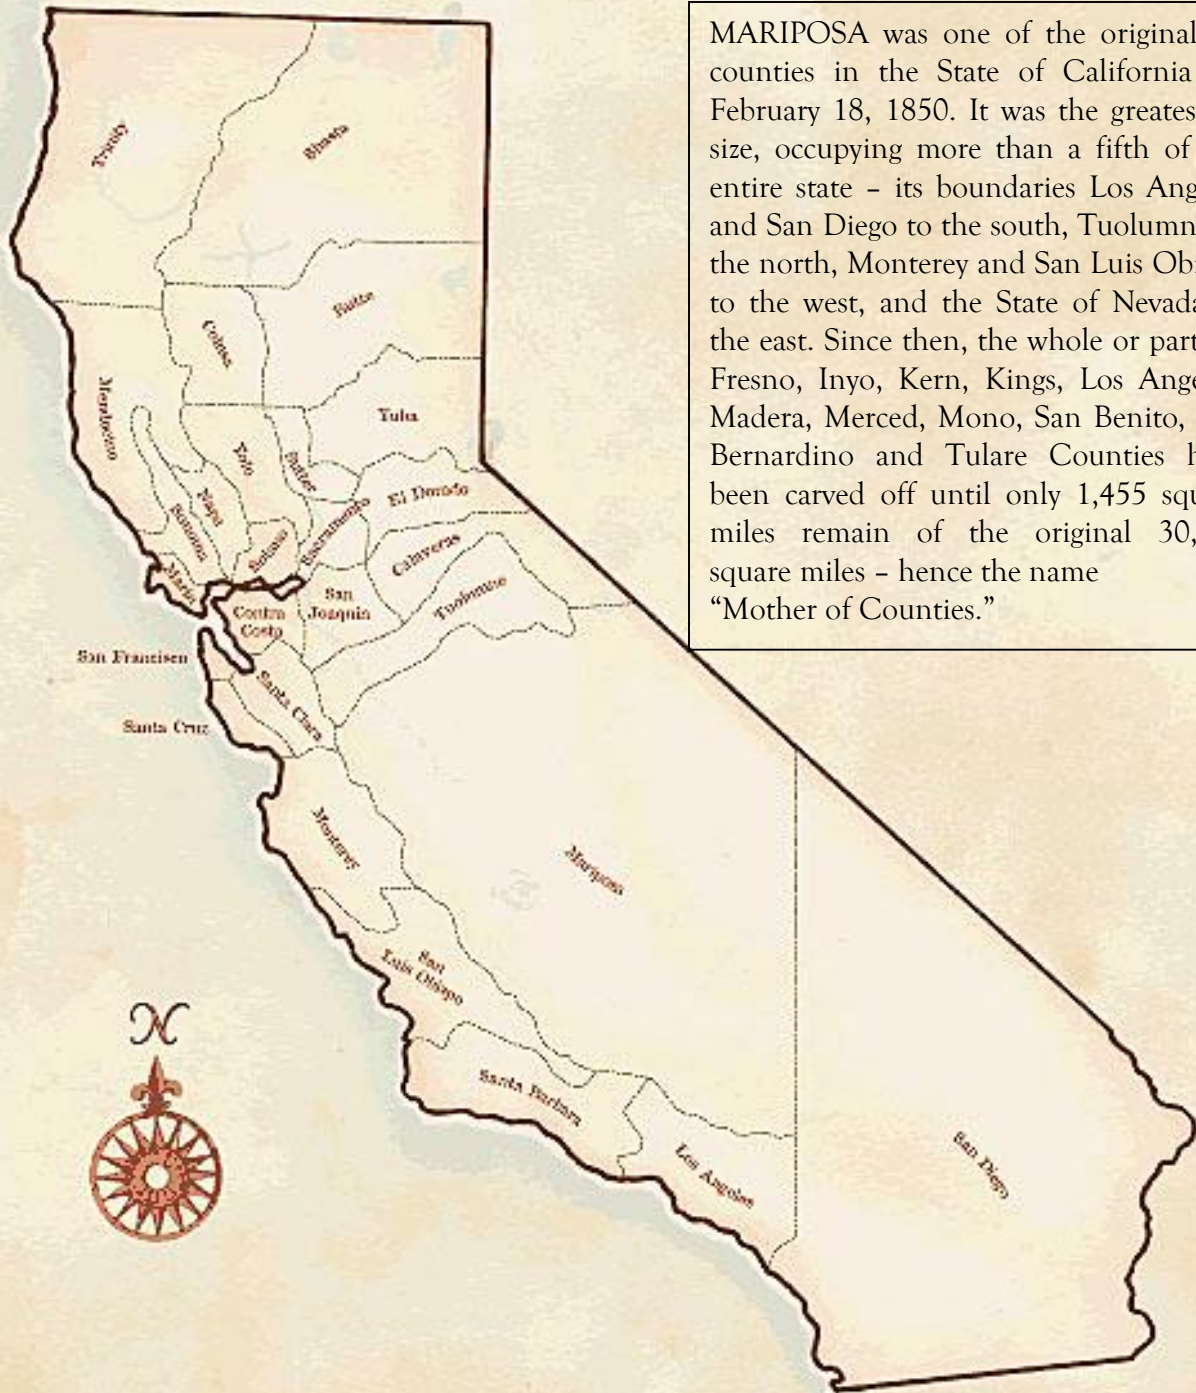 MARIPOSA was one of the original
counties in the State of California
February 18, 1850. It was the greates
size, occupying more than a fifth of
entire state – its boundaries Los Ang
and San Diego to the south, Tuolumn
the north, Monterey and San Luis Obi
to the west, and the State of Nevada
the east. Since then, the whole or part
Fresno, Inyo, Kern, Kings, Los Ange
Madera, Merced, Mono, San Benito,
Bernardino and Tulare Counties h
been carved off until only 1,455 squ
miles remain of the original 30,
square miles – hence the name
“Mother of Counties.”
Trinity
Shasta
Butte
Colusa
Mendocino
Yuba
Yolo
Sutter
Napa
Sonoma
El Dorado
Sacramento
Solano
Marin
Calaveras
Tuolumne
San
Joaquin
Contra
Costa
San Francisco
Santa Clara
Santa Cruz
Monterey
Mariposa
San
Luis Obispo
Santa Barbara
Los Angeles
San Diego
N